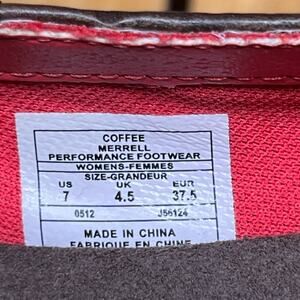 COFFEE
MERRELL
PERFORMANCE FOOTWEAR
WOMENS-FEMMES
SIZE-GRANDEUR
US UK EUR
7 4.5 37.5
0512 J56124
MADE IN CHINA
FABRIQUE EN CHINE